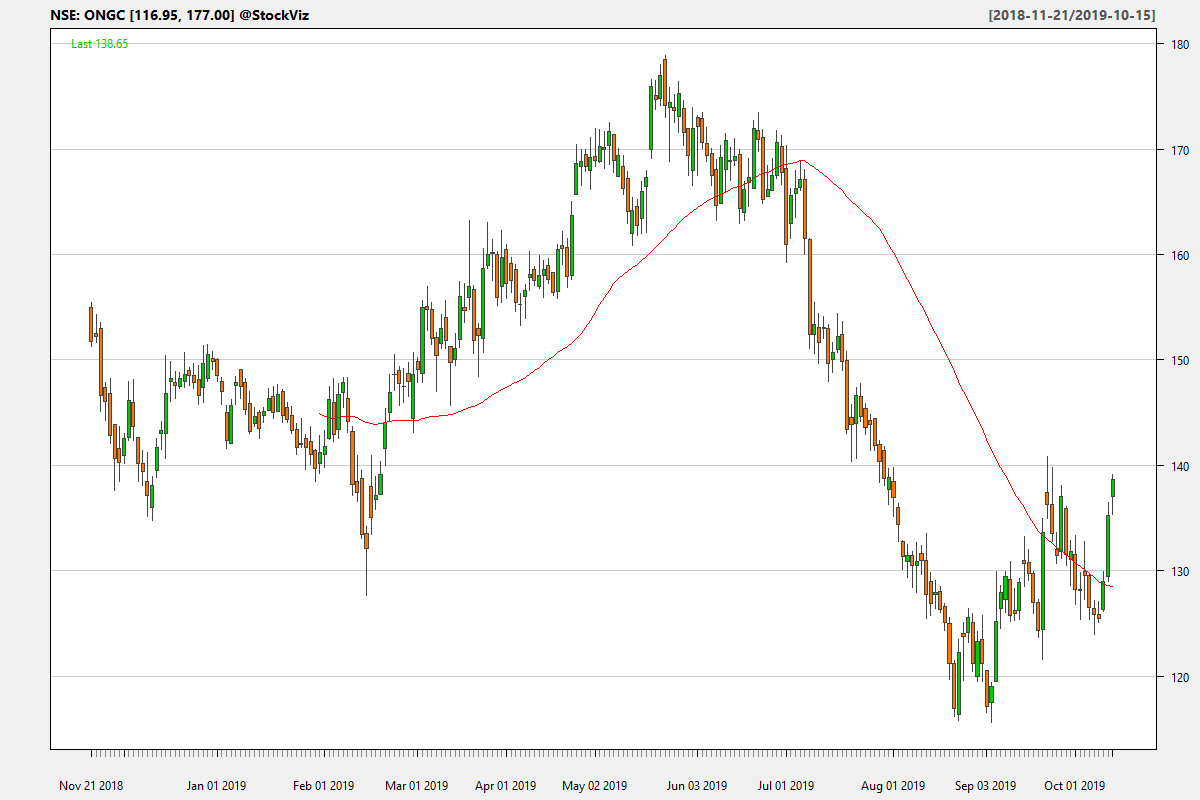 NSE: ONGC [116.95, 177.00] @StockViz [2018-11-21/2019-10-15]
Last 138.65
180
170
160
150
140
130
120
Nov 21 2018 Jan 01 2019 Feb 01 2019 Mar 01 2019 Apr 01 2019 May 02 2019 Jun 03 2019 Jul 01 2019 Aug 01 2019 Sep 03 2019 Oct 01 2019